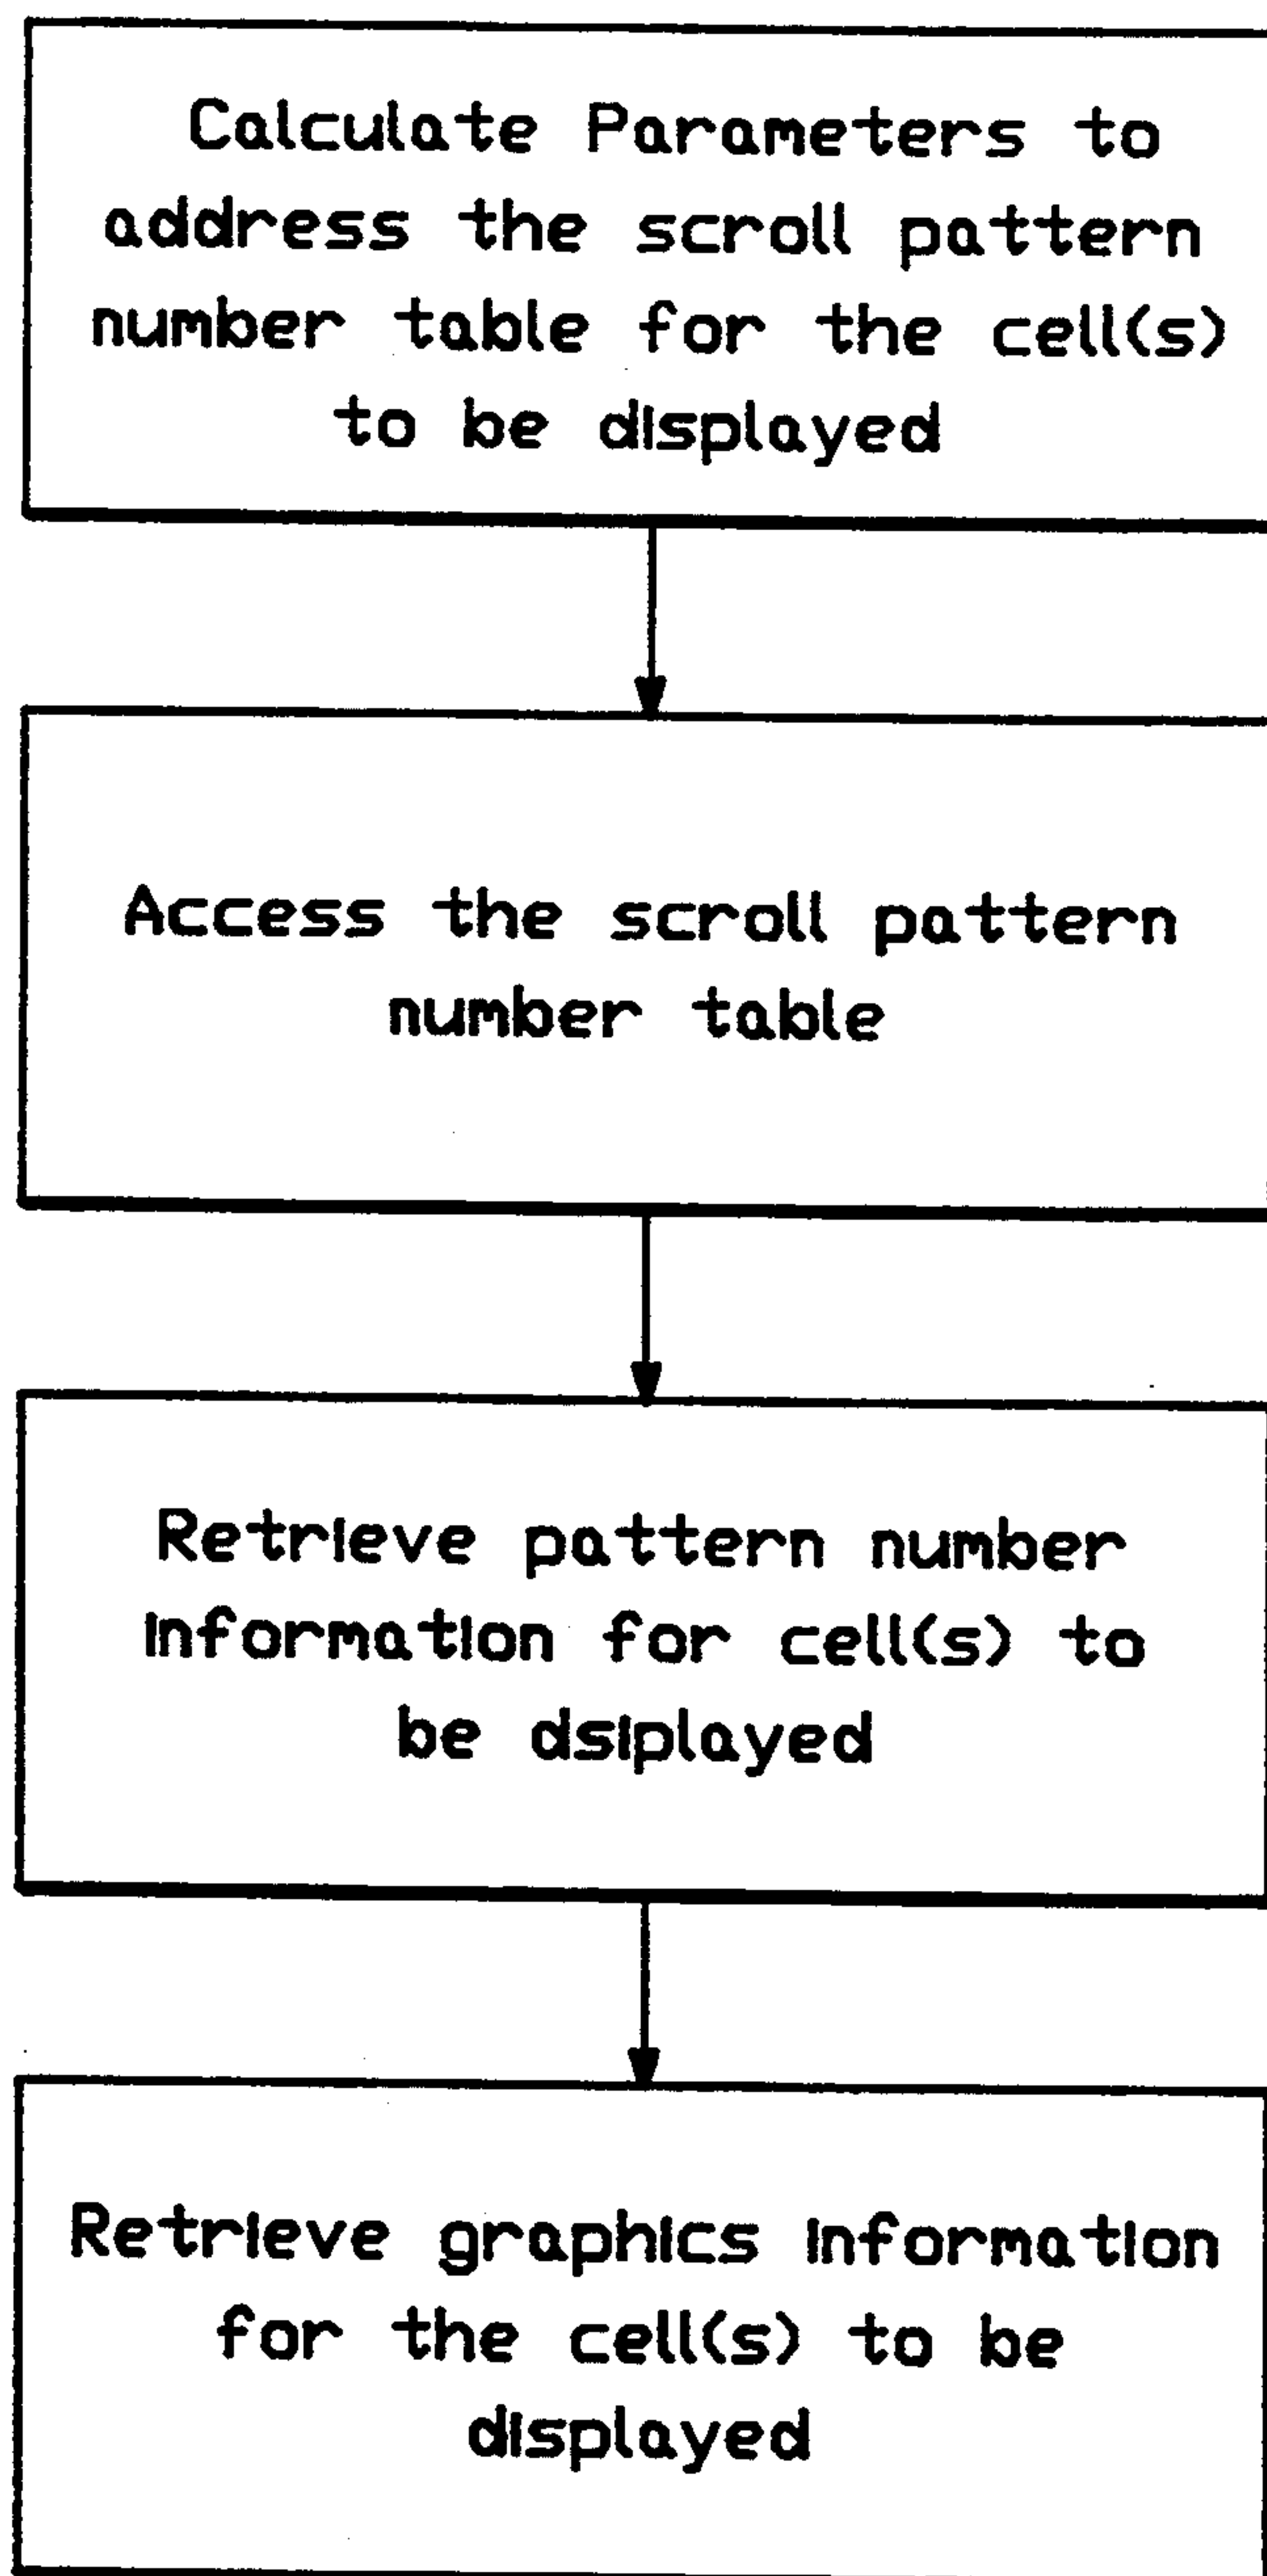 Calculate Parameters to
address the scroll pattern
number table for the cell(s)
to be displayed
Access the scroll pattern
number table
Retrieve pattern number
information for cell(s) to
be dsiplayed
Retrieve graphics information
for the cell(s) to be
displayed